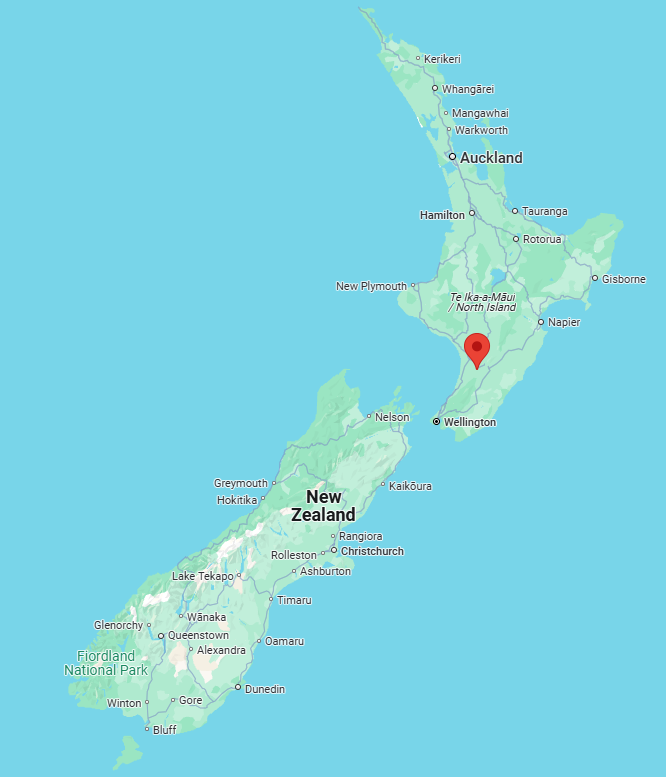 Kerikeri
Whangārei
Mangawhai
Warkworth
Auckland
Tauranga
Hamilton
Rotorua
Gisborne
New Plymouth
Te Ika-a-Māui
/ North Island
Napier
Nelson
Wellington
Greymouth
Kaikōura
Hokitika
New
Zealand
Rangiora
Christchurch
Rolleston
Ashburton
Lake Tekapo
Timaru
Wānaka
Glenorchy
Queenstown
Oamaru
Alexandra
Fiordland
National Park
Dunedin
Gore
Winton
Bluff